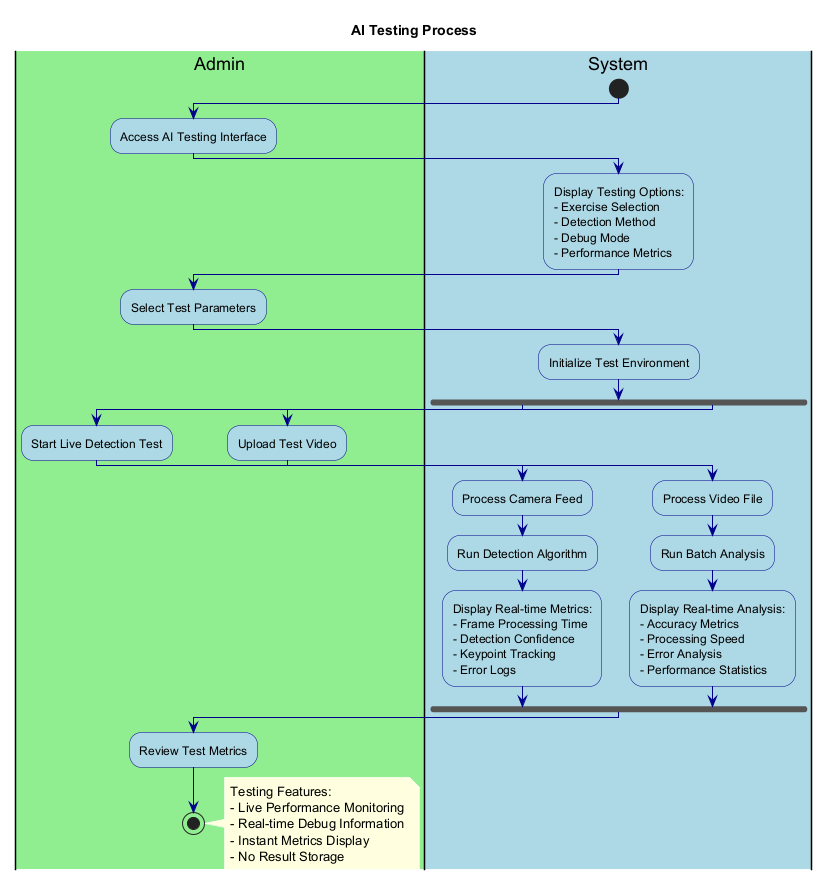 AI Testing Process
Admin
System
Access AI Testing Interface
Display Testing Options:
- Exercise Selection
- Detection Method
- Debug Mode
- Performance Metrics
Select Test Parameters
Initialize Test Environment
Start Live Detection Test
Upload Test Video
Process Camera Feed
Process Video File
Run Detection Algorithm
Run Batch Analysis
Display Real-time Metrics:
- Frame Processing Time
- Detection Confidence
- Keypoint Tracking
- Error Logs
Display Real-time Analysis:
- Accuracy Metrics
- Processing Speed
- Error Analysis
- Performance Statistics
Review Test Metrics
Testing Features:
- Live Performance Monitoring
- Real-time Debug Information
- Instant Metrics Display
- No Result Storage